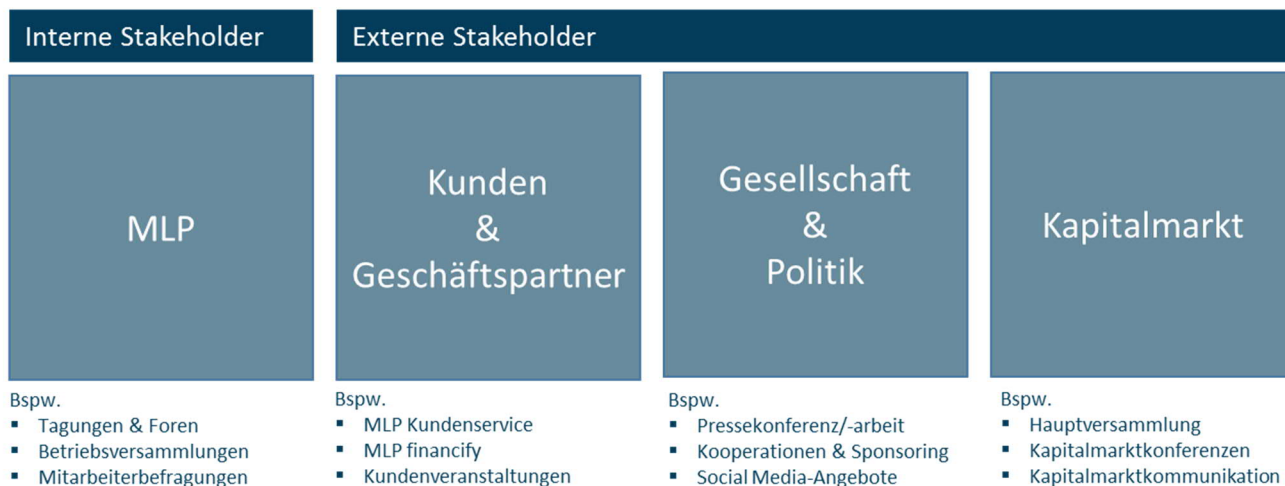 Interne Stakeholder
Externe Stakeholder
MLP
Kunden
&
Geschäftspartner
Gesellschaft
&
Politik
Kapitalmarkt
Bspw.
▪ Tagungen & Foren
▪ Betriebsversammlungen
▪ Mitarbeiterbefragungen
Bspw.
▪ MLP Kundenservice
▪ MLP financify
▪ Kundenveranstaltungen
Bspw.
▪ Pressekonferenz/-arbeit
▪ Kooperationen & Sponsoring
▪ Social Media-Angebote
Bspw.
▪ Hauptversammlung
▪ Kapitalmarktkonferenzen
▪ Kapitalmarktkommunikation